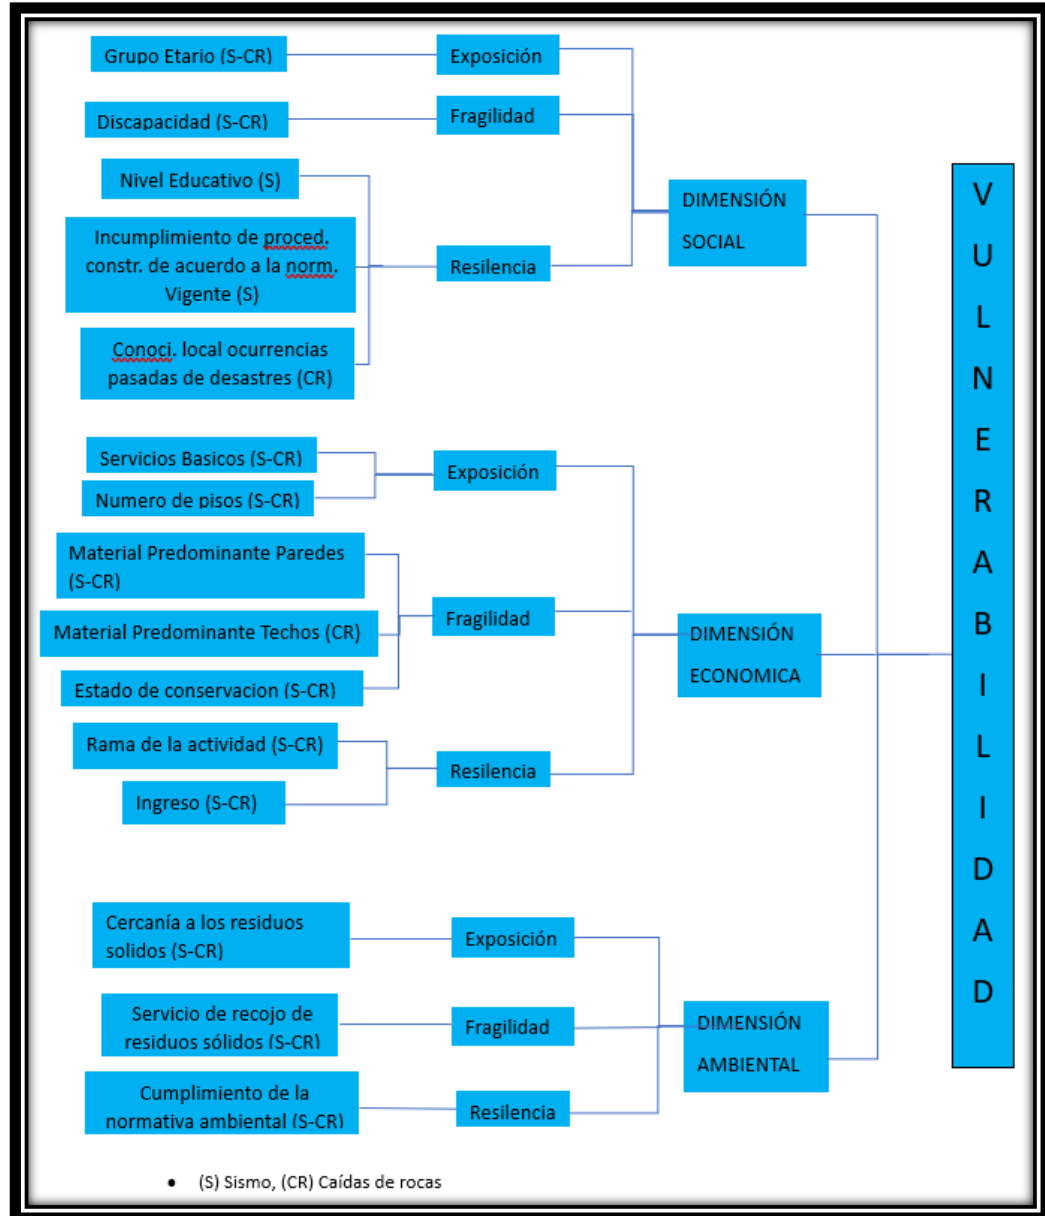 Grupo Etario (S-CR)
Exposición
Discapacidad (S-CR)
Fragilidad
Nivel Educativo (S)
Incumplimiento de proced.
constr. de acuerdo a la norm.
Vigente (S)
Resilencia
Conoci. local ocurrencias
pasadas de desastres (CR)
DIMENSIÓN
SOCIAL
Servicios Basicos (S-CR)
Numero de pisos (S-CR)
Exposición
Material Predominante Paredes
(S-CR)
Material Predominante Techos (CR)
Estado de conservacion (S-CR)
Fragilidad
Rama de la actividad (S-CR)
Ingreso (S-CR)
Resilencia
DIMENSIÓN
ECONOMICA
Cercanía a los residuos
solidos (S-CR)
Exposición
Servicio de recojo de
residuos sólidos (S-CR)
Fragilidad
Cumplimiento de la
normativa ambiental (S-CR)
Resilencia
DIMENSIÓN
AMBIENTAL
V
U
L
N
E
R
A
B
I
L
I
D
A
D
• (S) Sismo, (CR) Caídas de rocas